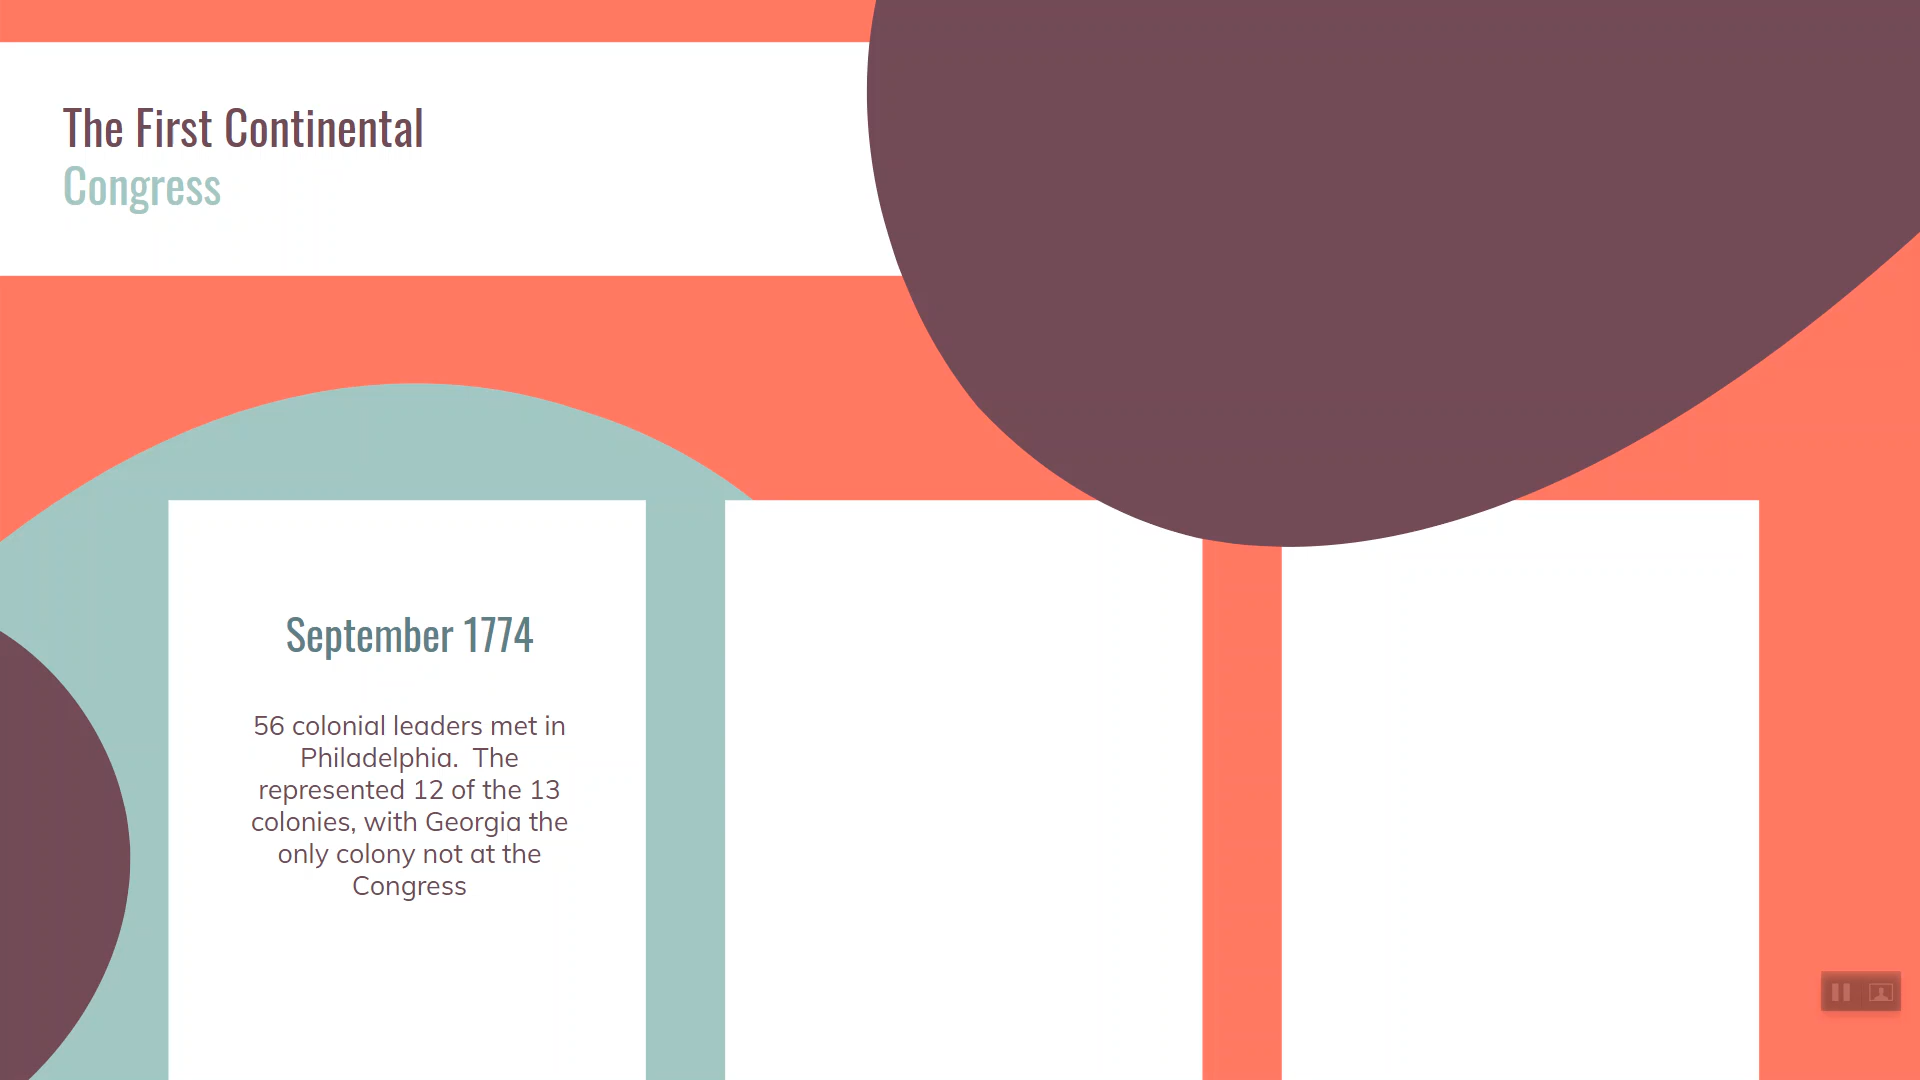 The First Continental
Congress
September 1774
56 colonial leaders met in
Philadelphia.  The
represented 12 of the 13
colonies, with Georgia the
only colony not at the
Congress